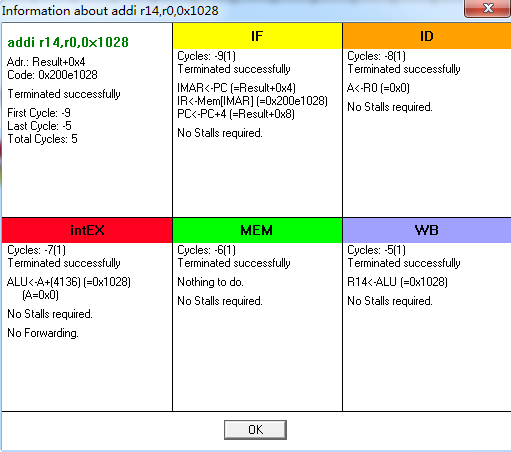 Information about addi r14,r0,0x1028
addi r14,r0,0x1028
Adr.: Result+0x4
Code: 0x200e1028
Terminated successfully
First Cycle: -9
Last Cycle: -5
Total Cycles: 5
IF
Cycles: -9(1)
Terminated successfully
IMAR<-PC (=Result+0x4)
IR<-Mem[IMAR] (=0x200e1028)
PC<-PC+4 (=Result+0x8)
No Stalls required.
ID
Cycles: -8(1)
Terminated successfully
A<-R0 (=0x0)
No Stalls required.
intEX
Cycles: -7(1)
Terminated successfully
ALU<-A+(4136) (=0x1028)
(A=0x0)
No Stalls required.
No Forwarding.
MEM
Cycles: -6(1)
Terminated successfully
Nothing to do.
No Stalls required.
WB
Cycles: -5(1)
Terminated successfully
R14<-ALU (=0x1028)
No Stalls required.
OK